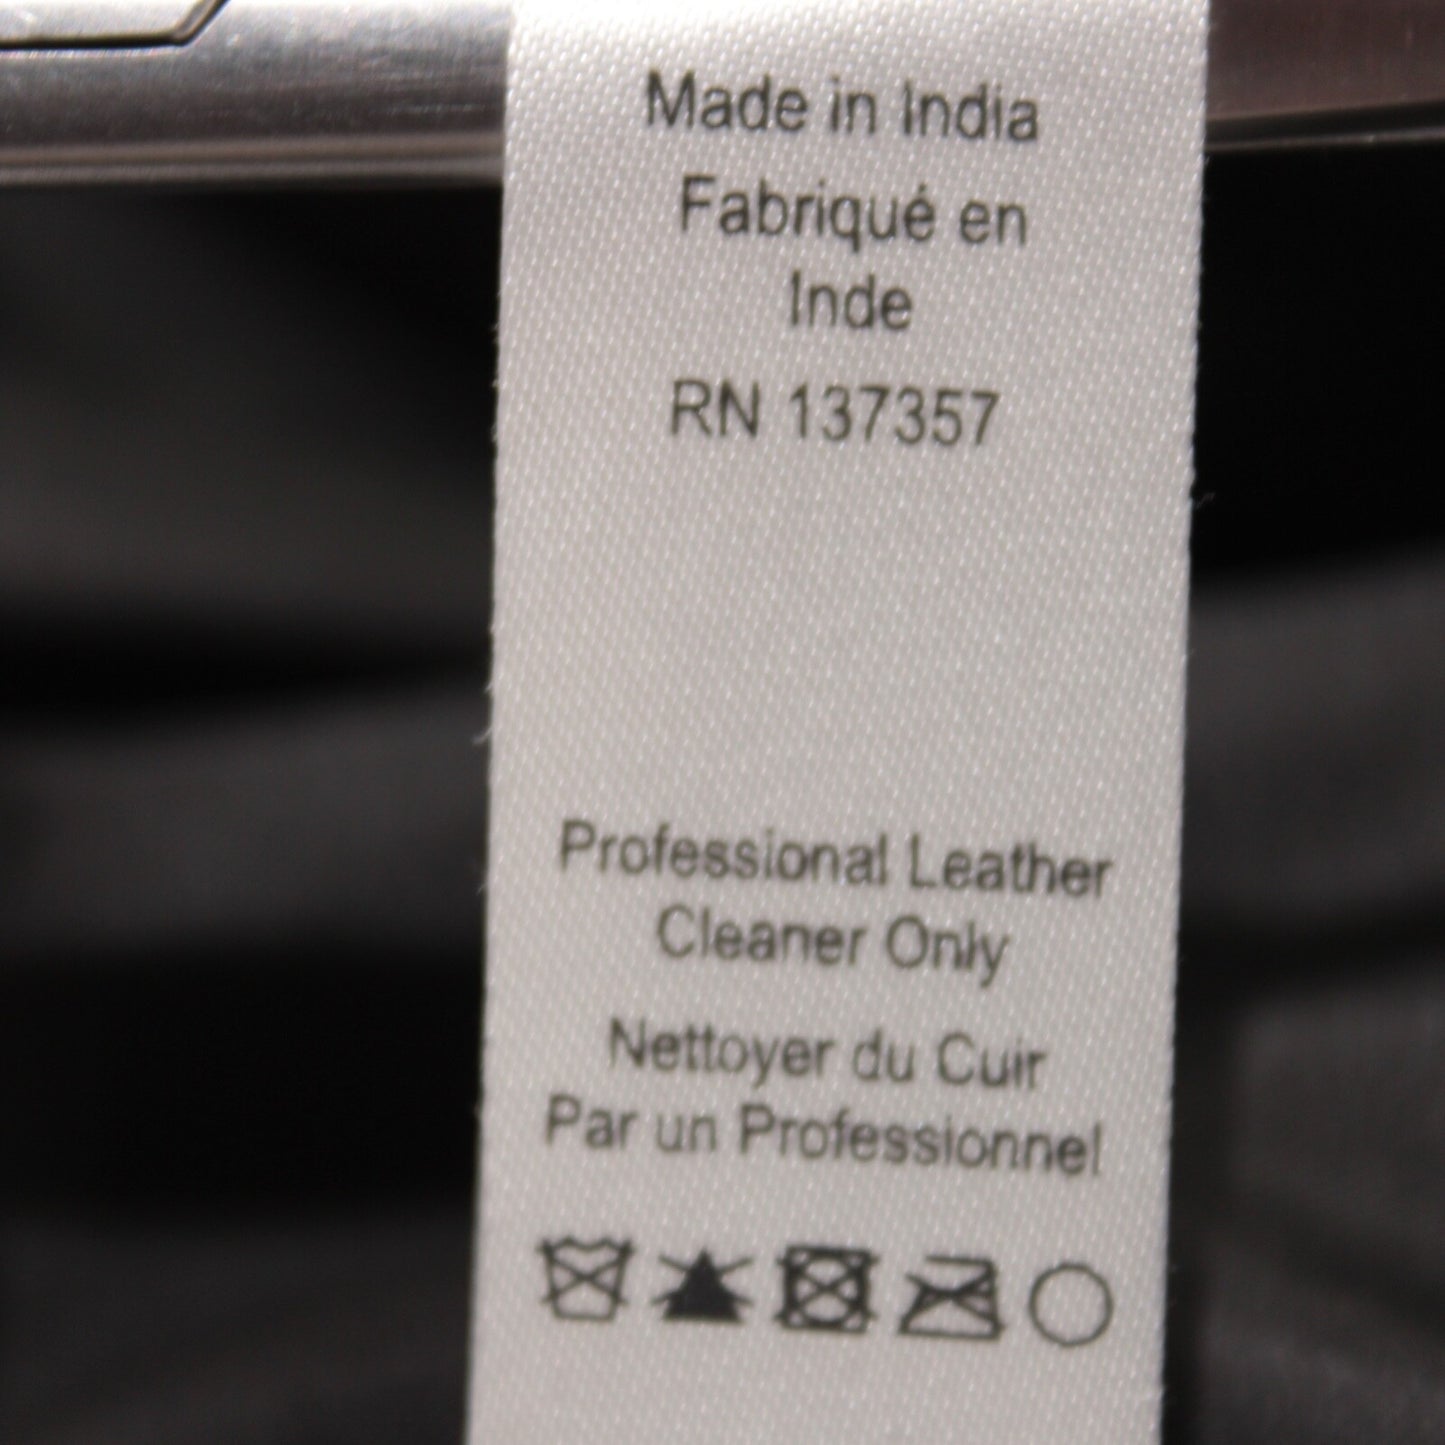 Made in India
Fabriqué en
Inde
RN 137357
Professional Leather
Cleaner Only
Nettoyer du Cuir
Par un Professionnel